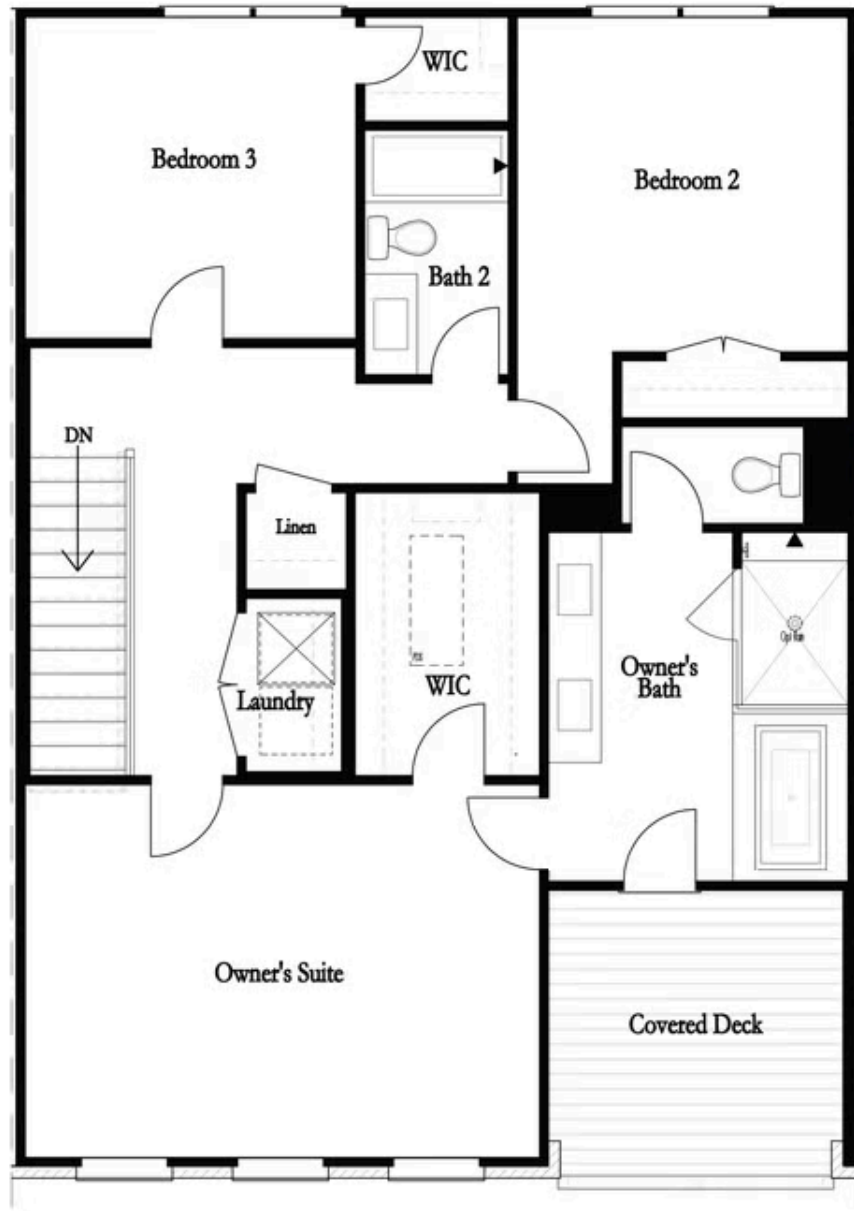 WIC
Bedroom 3
Bedroom 2
Bath 2
DN
Linen
WIC
Laundry
Owner's
Bath
Owner's Suite
Covered Deck